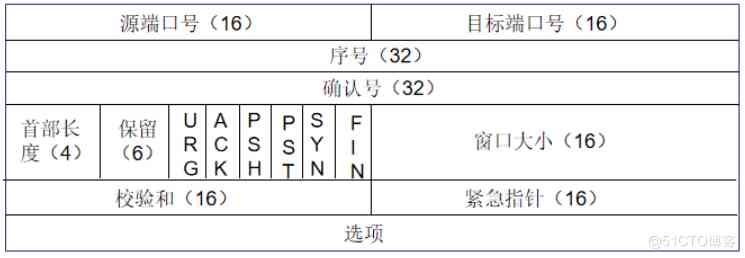 源端口号（16）
目标端口号（16）
序号（32）
确认号（32）
首部长
度（4）
保留
（6）
URG
ACK
PSH
PST
SYN
FIN
窗口大小（16）
校验和（16）
紧急指针（16）
选项
@51CTO博客